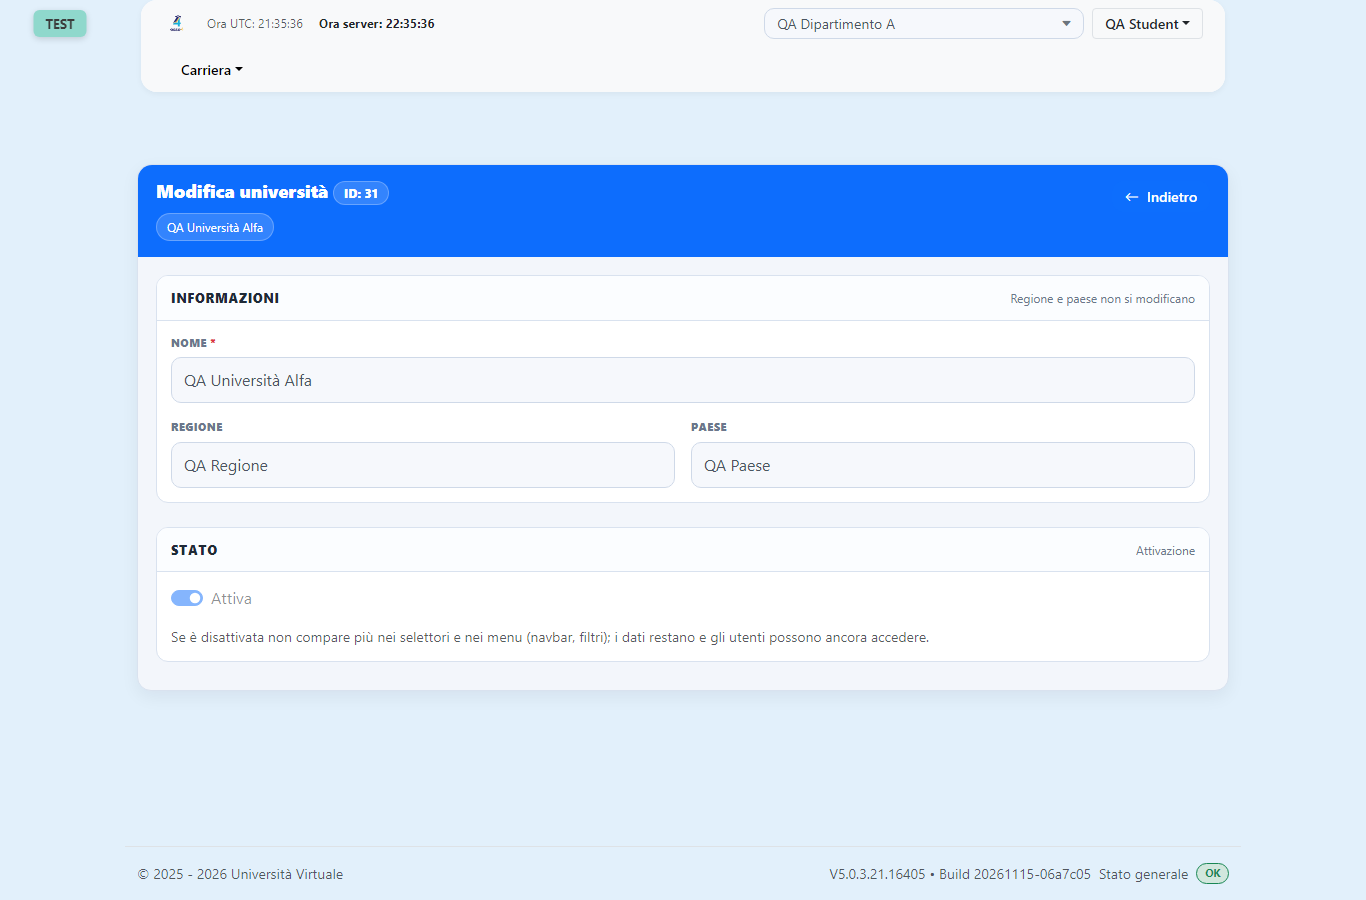 TEST
Ora UTC: 21:35:36 Ora server: 22:35:36 QA Dipartimento A QA Student
Carriera
Modifica università ID: 31
← Indietro
QA Università Alfa
INFORMAZIONI Regione e paese non si modificano
NOME *
QA Università Alfa
REGIONE PAESE
QA Regione QA Paese
STATO Attivazione
Attiva
Se è disattivata non compare più nei selettori e nei menu (navbar, filtri); i dati restano e gli utenti possono ancora accedere.
© 2025 - 2026 Università Virtuale V5.0.3.21.16405 • Build 20261115-06a7c05 Stato generale OK